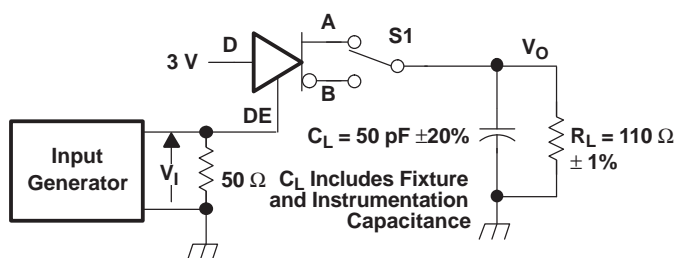 A
S1
D
3 V
VO
B
DE
CL = 50 pF ±20%
RL = 110 Ω
± 1%
Input
Generator
VI
50 Ω
CL Includes Fixture
and Instrumentation
Capacitance